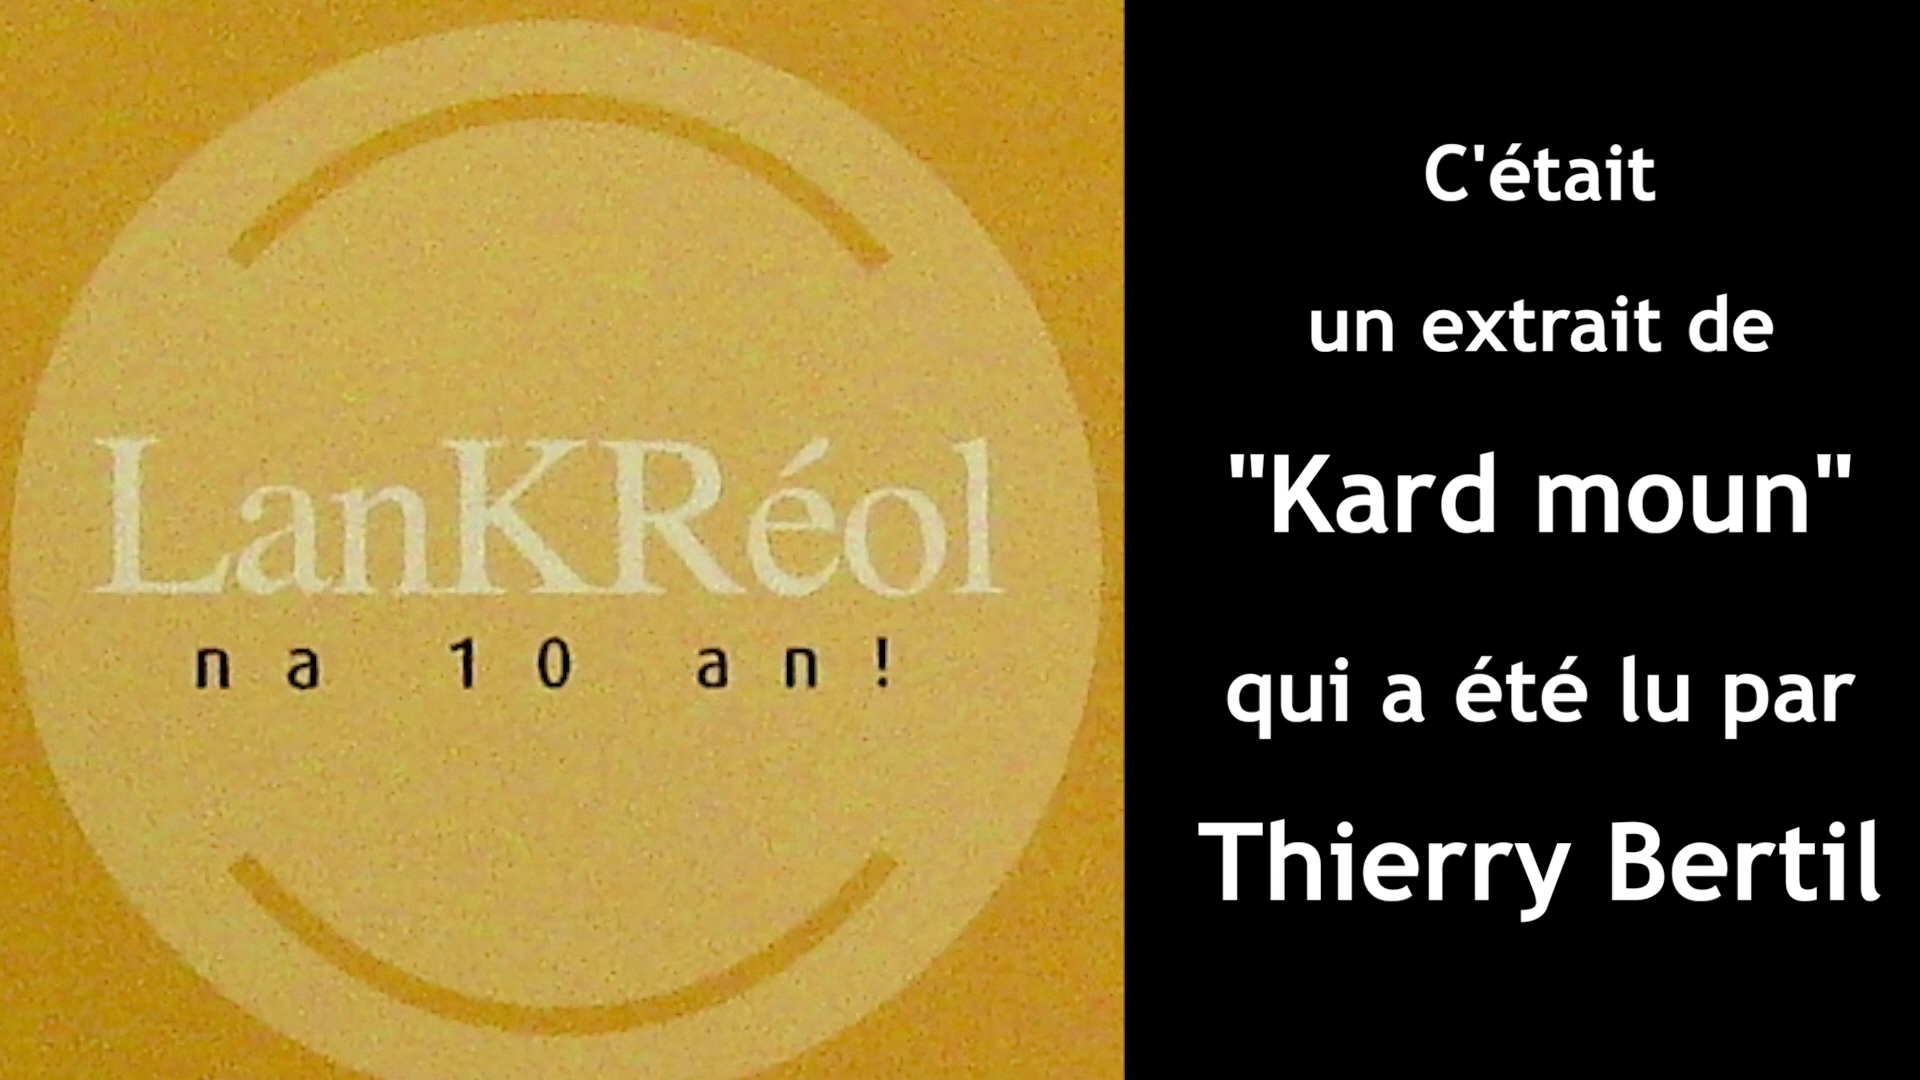 LanKRéol
na 10 an!
C'était
un extrait de
"Kard moun"
qui a été lu par
Thierry Bertil